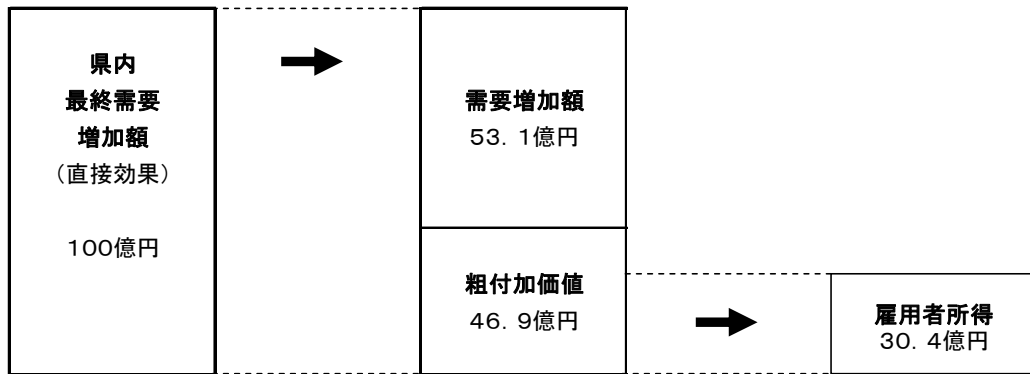 県内
最終需要
増加額
（直接効果）
100億円
需要増加額
53．1億円
粗付加価値
46．9億円
雇用者所得
30．4億円